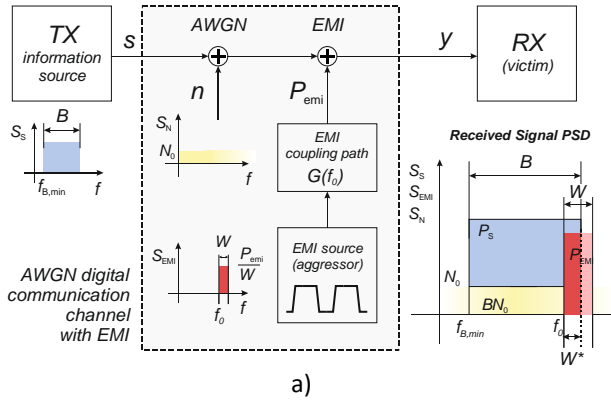 TX
information
source
s
AWGN
EMI
y
RX
(victim)
n
P_emi
S_S
B
f_B,min
f
S_N
N_0
f
EMI
coupling path
G(f_0)
S_EMI
W
P_emi
W
f_0
f
EMI source
(aggressor)
AWGN digital
communication
channel
with EMI
Received Signal PSD
S_S
S_EMI
S_N
B
W
P_S
P_EMI
N_0
BN_0
f_B,min
f_0
f
W*
a)